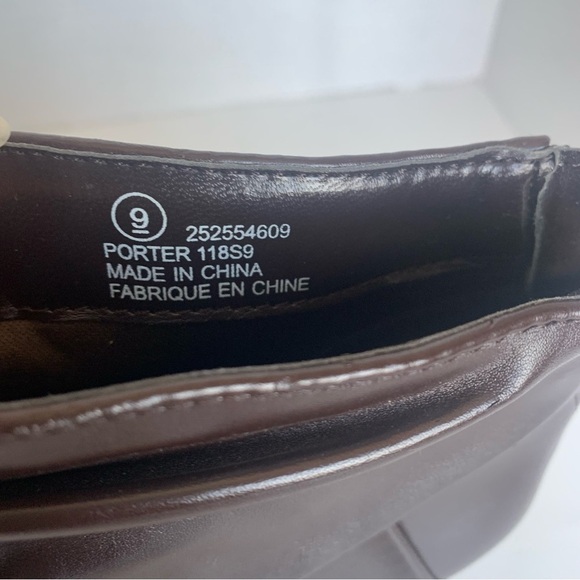 9 252554609
PORTER 118S9
MADE IN CHINA
FABRIQUE EN CHINE